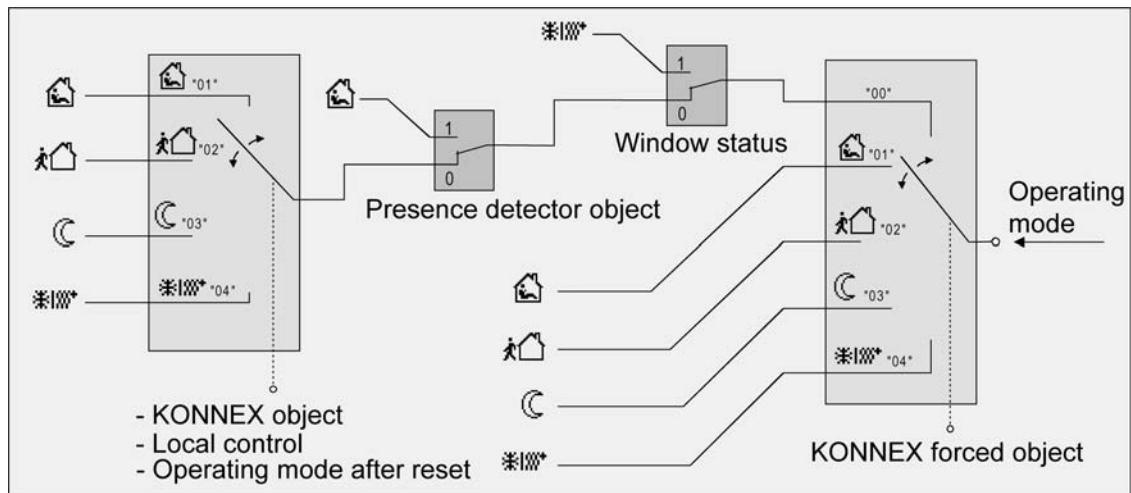 "01"
"02"
"03"
"04"
- KONNEX object
- Local control
- Operating mode after reset
1
0
Presence detector object
1
0
Window status
"00"
"01"
"02"
"03"
"04"
KONNEX forced object
Operating
mode